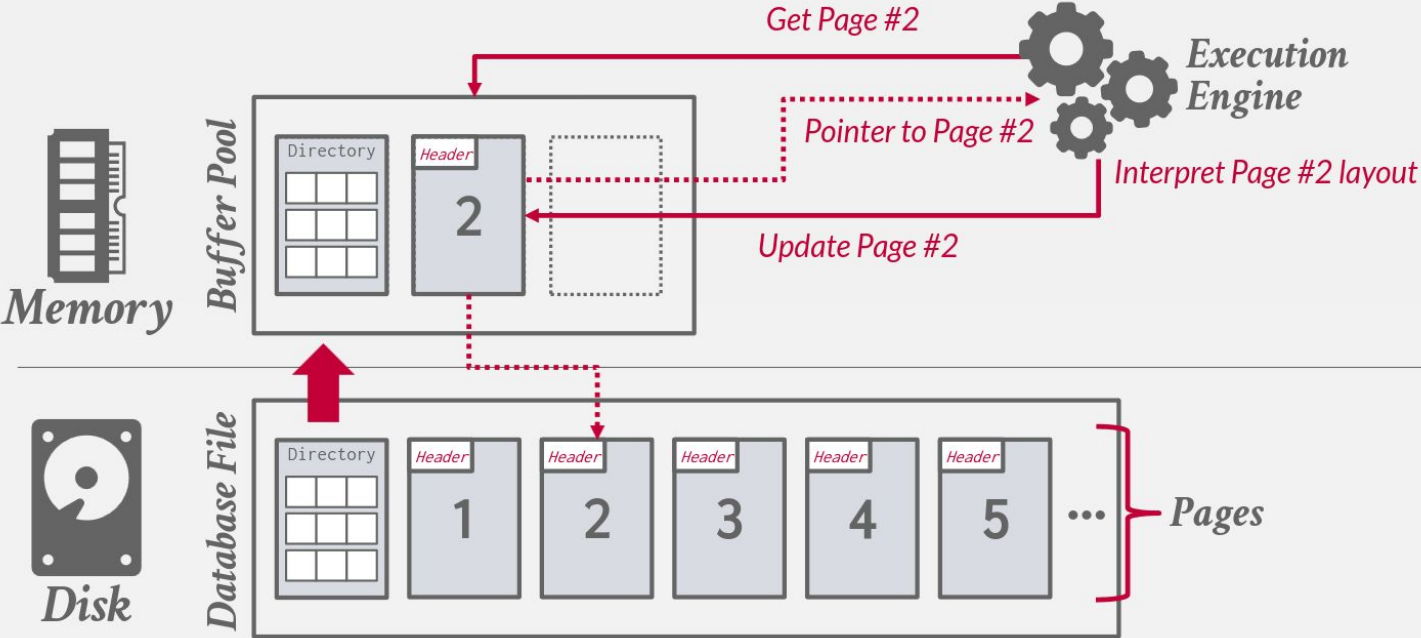 Get Page #2
Execution
Engine
Pointer to Page #2
Interpret Page #2 layout
Update Page #2
Buffer Pool
Directory
Header
2
Memory
Database File
Directory
Header
1
Header
2
Header
3
Header
4
Header
5
...
Pages
Disk